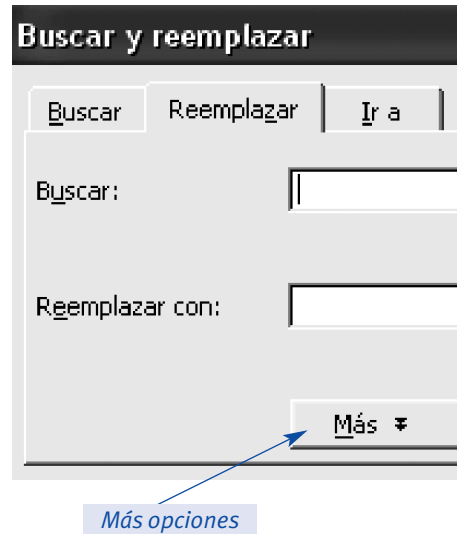 Buscar y reemplazar
Buscar Reemplazar Ir a
Buscar:
Reemplazar con:
Más
Más opciones